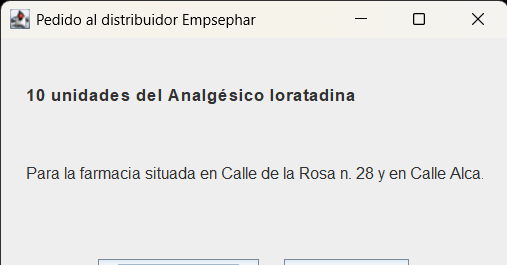 Pedido al distribuidor Empsephar
10 unidades del Analgésico loratadina
Para la farmacia situada en Calle de la Rosa n. 28 y en Calle Alca